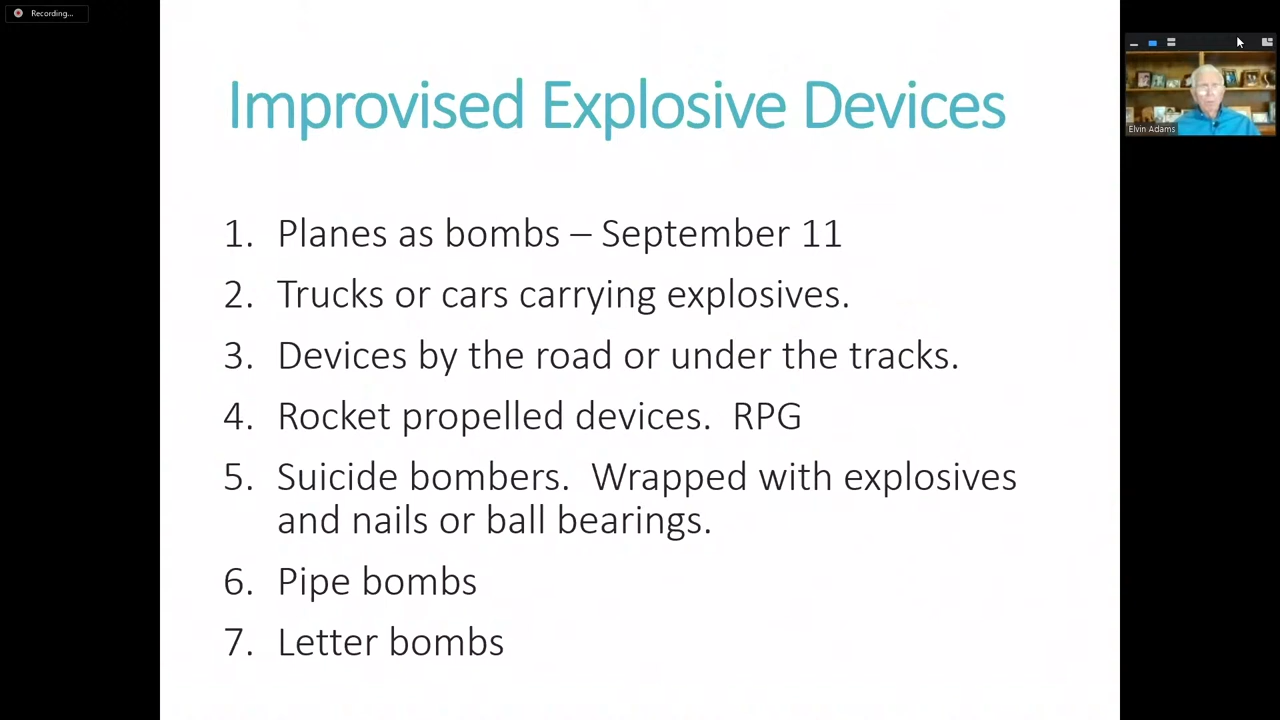 Recording...
Improvised Explosive Devices
Elvin Adams
1. Planes as bombs – September 11
2. Trucks or cars carrying explosives.
3. Devices by the road or under the tracks.
4. Rocket propelled devices.  RPG
5. Suicide bombers.  Wrapped with explosives
and nails or ball bearings.
6. Pipe bombs
7. Letter bombs